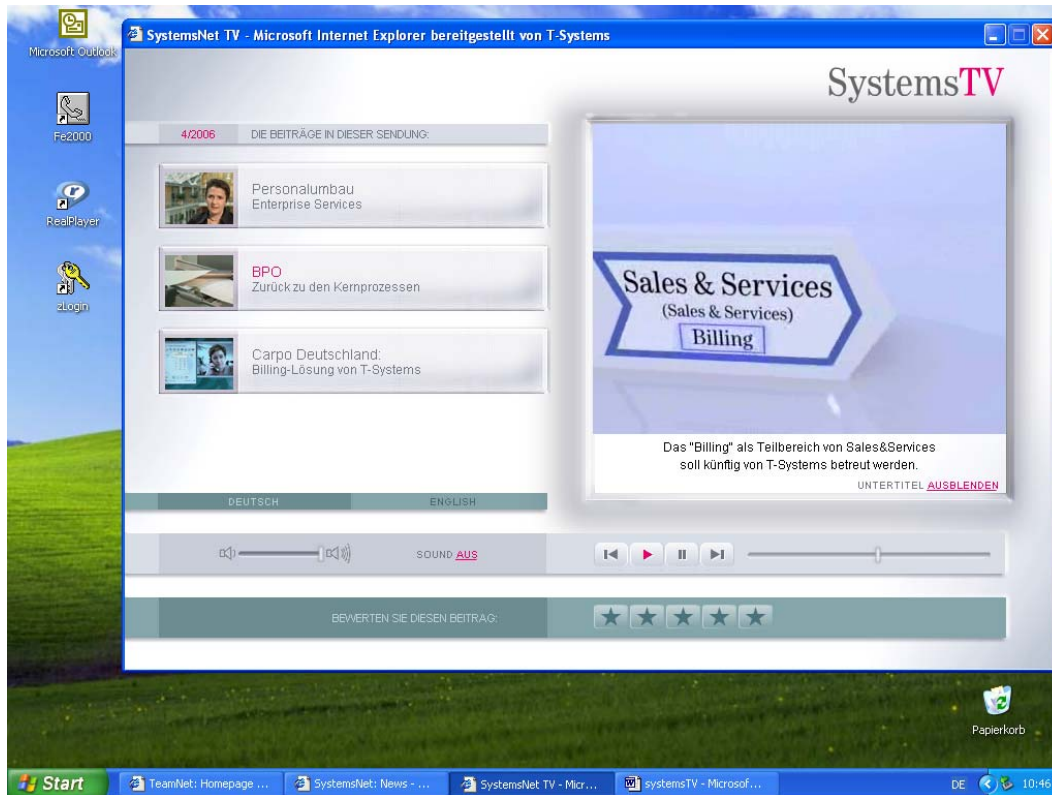 Microsoft Outlook
Fe2000
RealPlayer
zLogin
SystemsNet TV - Microsoft Internet Explorer bereitgestellt von T-Systems
SystemsTV
4/2006 DIE BEITRÄGE IN DIESER SENDUNG:
Personalumbau
Enterprise Services
BPO
Zurück zu den Kernprozessen
Carpo Deutschland:
Billing-Lösung von T-Systems
DEUTSCH ENGLISH
Sales & Services
(Sales & Services)
Billing
Das "Billing" als Teilbereich von Sales&Services
soll künftig von T-Systems betreut werden.
UNTERTITEL AUSBLENDEN
SOUND AUS
BEWERTEN SIE DIESEN BEITRAG:
Papierkorb
Start TeamNet: Homepage ... SystemsNet: News - ... SystemsNet TV - Micr... systemsTV - Microsof... DE 10:46